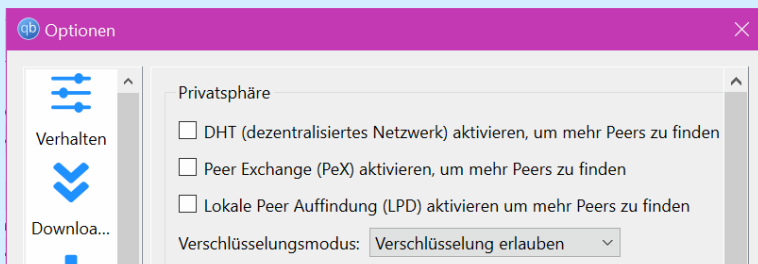 qb Optionen
Verhalten
Downloa...
Privatsphäre
DHT (dezentralisiertes Netzwerk) aktivieren, um mehr Peers zu finden
Peer Exchange (PeX) aktivieren, um mehr Peers zu finden
Lokale Peer Auffindung (LPD) aktivieren um mehr Peers zu finden
Verschlüsselungsmodus: Verschlüsselung erlauben